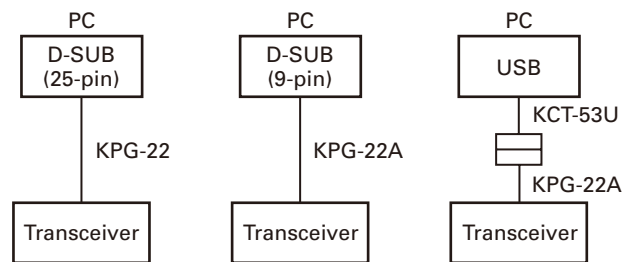 PC
D-SUB
(25-pin)
KPG-22
Transceiver
PC
D-SUB
(9-pin)
KPG-22A
Transceiver
PC
USB
KCT-53U
KPG-22A
Transceiver